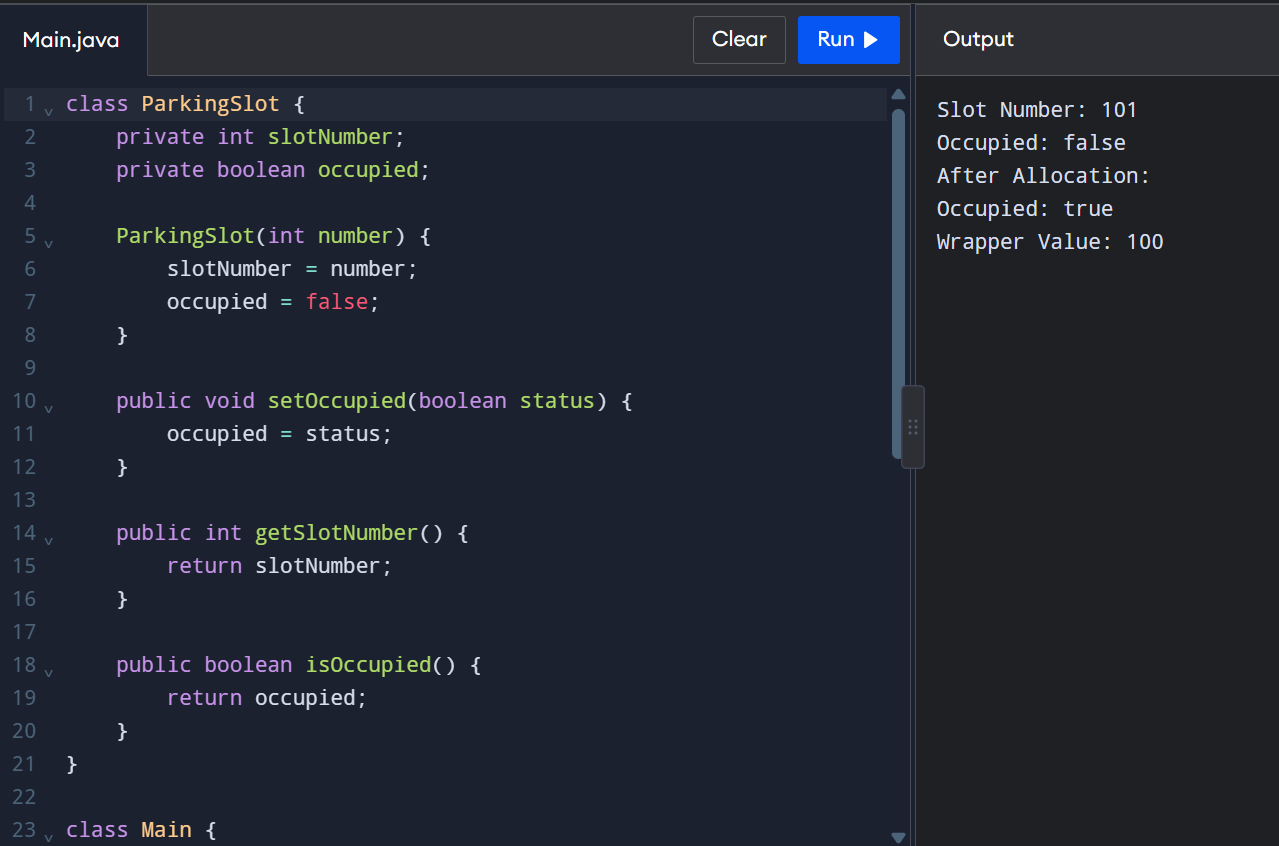 Main.java
Clear
Run
Output
1 class ParkingSlot {
2     private int slotNumber;
3     private boolean occupied;
4
5     ParkingSlot(int number) {
6         slotNumber = number;
7         occupied = false;
8     }
9
10     public void setOccupied(boolean status) {
11         occupied = status;
12     }
13
14     public int getSlotNumber() {
15         return slotNumber;
16     }
17
18     public boolean isOccupied() {
19         return occupied;
20     }
21 }
22
23 class Main {
Slot Number: 101
Occupied: false
After Allocation:
Occupied: true
Wrapper Value: 100